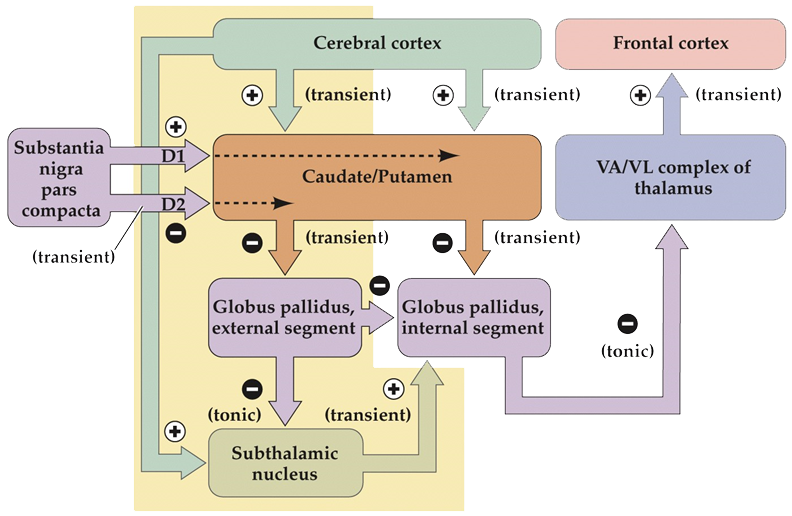 Cerebral cortex
Frontal cortex
+
(transient)
+
(transient)
+
(transient)
Substantia
nigra
pars
compacta
+
D1
D2
−
(transient)
Caudate/Putamen
VA/VL complex of
thalamus
−
(transient)
−
(transient)
Globus pallidus,
external segment
−
Globus pallidus,
internal segment
−
(tonic)
−
(tonic)
+
(transient)
+
Subthalamic
nucleus